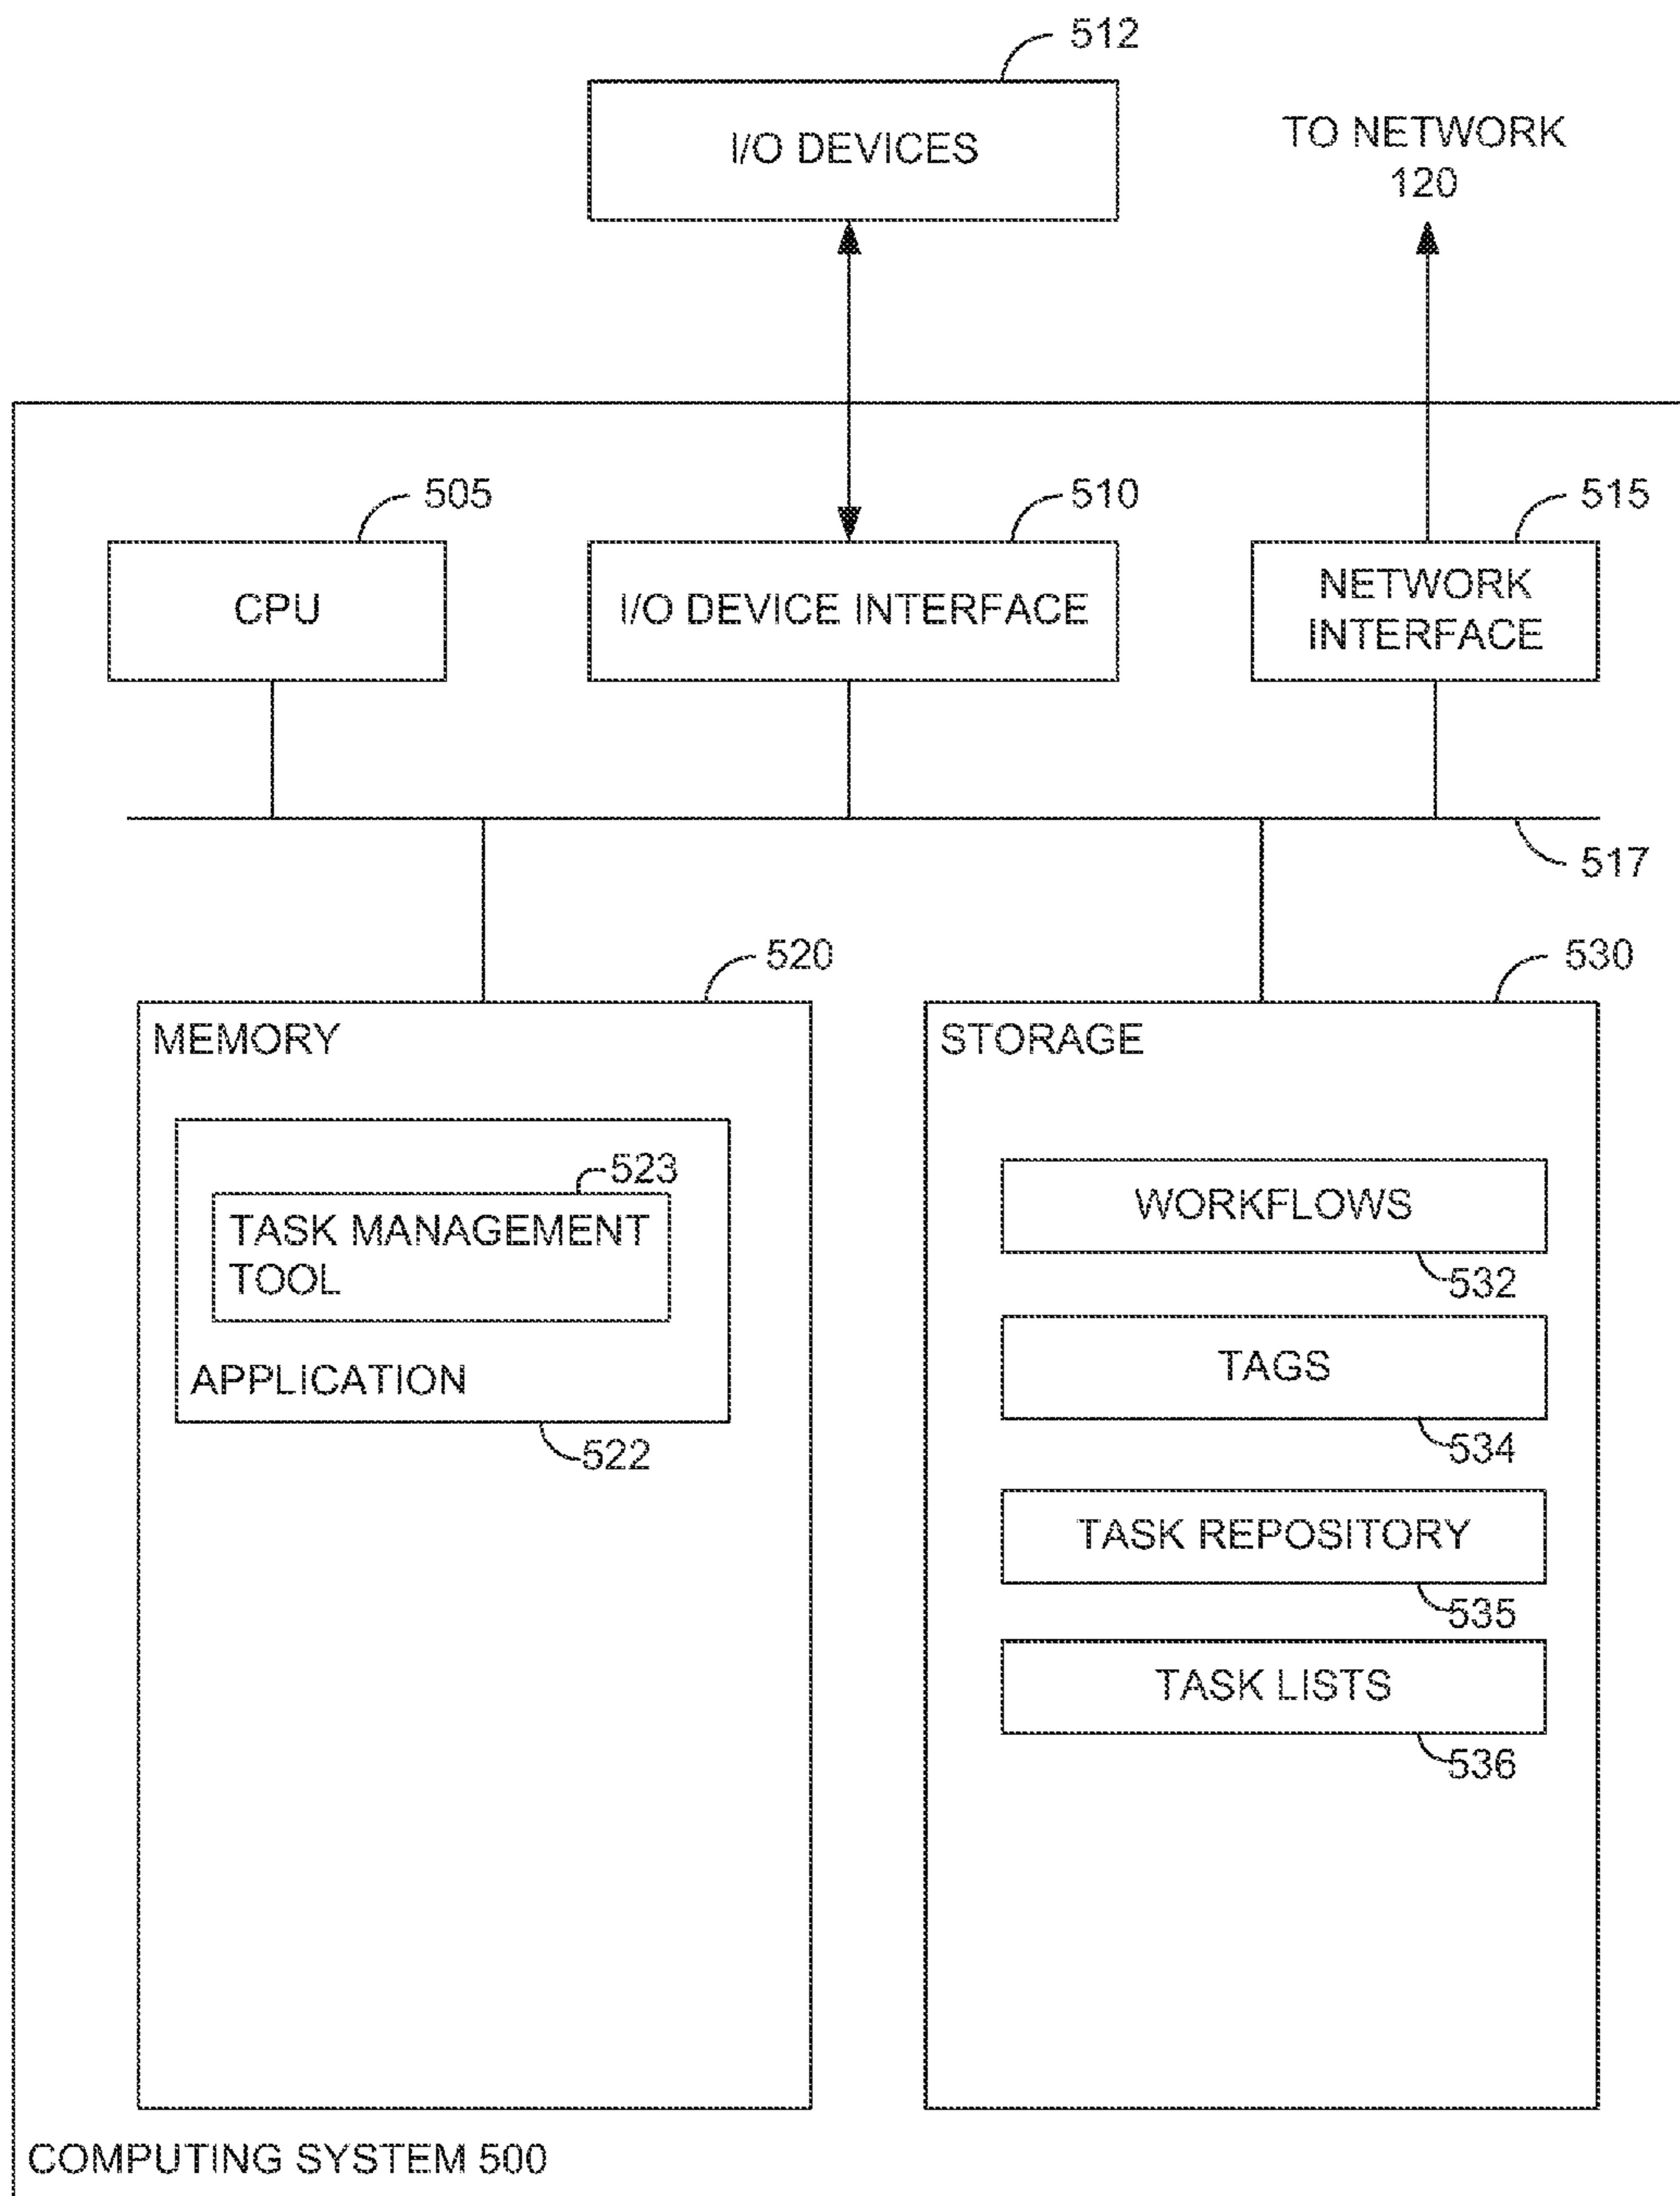 512
I/O DEVICES
TO NETWORK
120
505
510
515
CPU
I/O DEVICE INTERFACE
NETWORK
INTERFACE
517
520
530
MEMORY
STORAGE
523
TASK MANAGEMENT
TOOL
APPLICATION
522
WORKFLOWS
532
TAGS
534
TASK REPOSITORY
535
TASK LISTS
536
COMPUTING SYSTEM 500